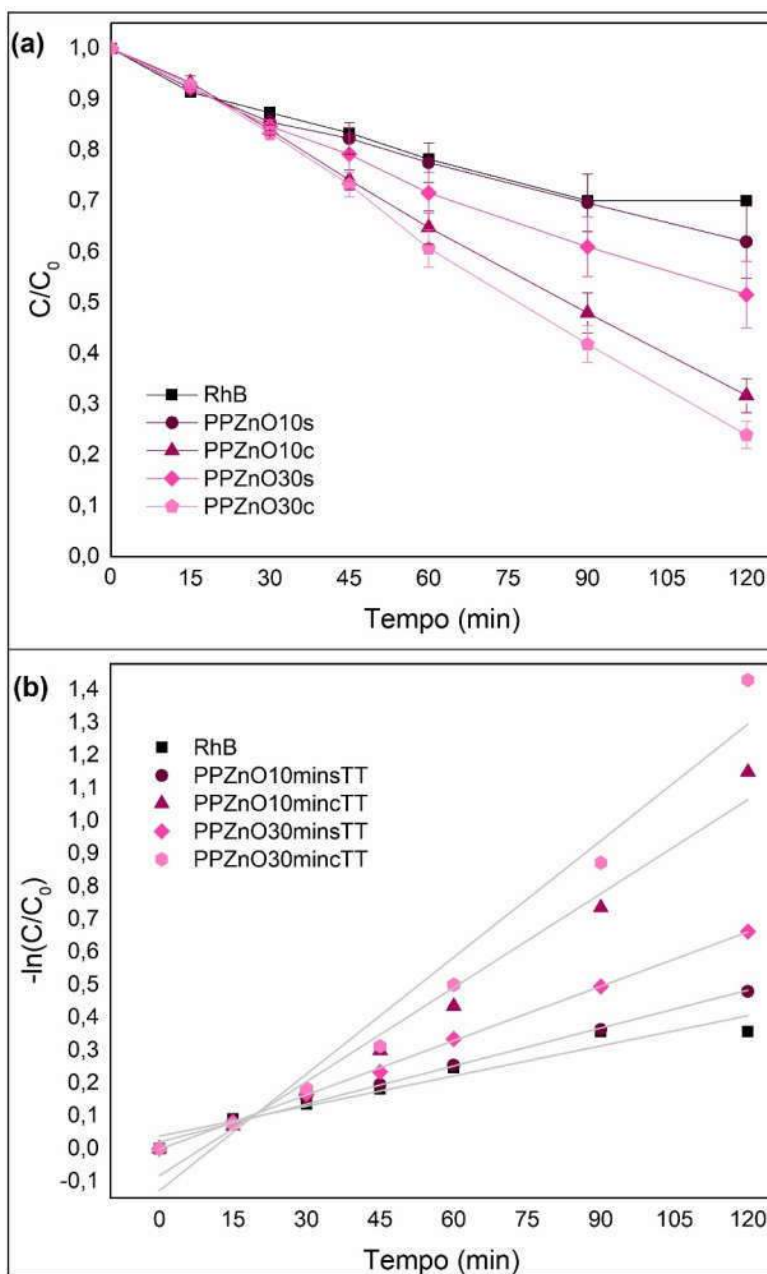 (a)
1,0
0,9
0,8
0,7
0,6
0,5
0,4
0,3
0,2
0,1
0,0
C/C₀
RhB
PPZnO10s
PPZnO10c
PPZnO30s
PPZnO30c
0 15 30 45 60 75 90 105 120
Tempo (min)
(b)
1,4
1,3
1,2
1,1
1,0
0,9
0,8
0,7
0,6
0,5
0,4
0,3
0,2
0,1
0,0
-0,1
-ln(C/C₀)
RhB
PPZnO10minsTT
PPZnO10mincTT
PPZnO30minsTT
PPZnO30mincTT
0 15 30 45 60 75 90 105 120
Tempo (min)